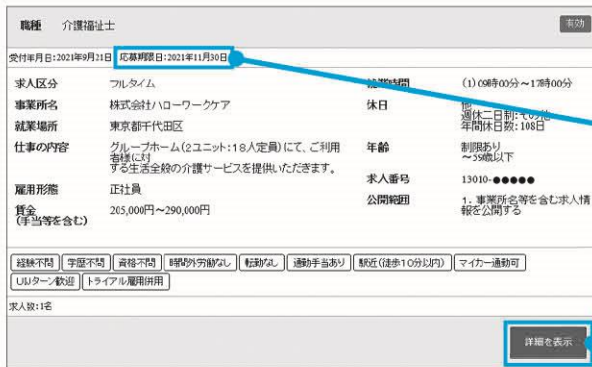 職種 介護福祉士 有効
受付年月日:2021年9月21日 応募期限日:2021年11月30日
求人区分 フルタイム
事業所名 株式会社ハローワークケア
就業場所 東京都千代田区
仕事の内容 グループホーム(2ユニット:18人定員)にて、ご利用
者様に対
する生活全般の介護サービスを提供いただきます。
雇用形態 正社員
賃金
(手当等を含む) 205,000円～290,000円
時間 (1)09時00分～17時00分
休日 他
週休二日制:その他
年間休日数:108日
年齢 制限あり
～59歳以下
求人番号 13010-●●●●●
公開範囲 1．事業所名等を含む求人情
報を公開する
経験不問 学歴不問 資格不問 時間外労働なし 転勤なし 通勤手当あり 駅近(徒歩10分以内) マイカー通勤可
UIJターン歓迎 トライアル雇用併用
求人数:1名
詳細を表示